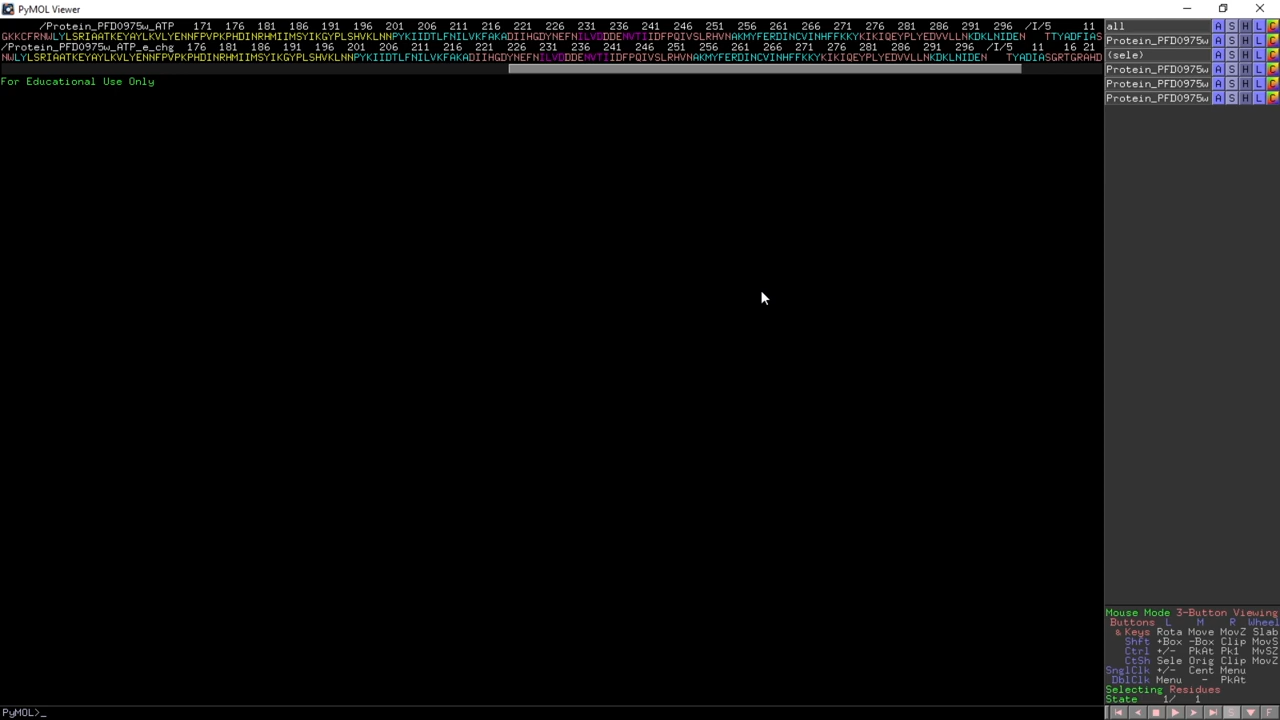 PyMOL Viewer
/Protein_PFD0975w_ATP 171 176 181 186 191 196 201 206 211 216 221 226 231 236 241 246 251 256 261 266 271 276 281 286 291 296 /I/5 11
GKKCFRNWLYLSRIAATKEYAYLKVLYENNFPVPKPHDINRHMIIMSYIKGYPLSHVKLNNPYKIIDTLFNILVKFAKADIIHGDYNEFNILVDDDENVTIIDFPQIVSLRHVNAKMYFERDINCVINHFFKKYKIKIQEYPLYEDVVLLNKDKLNIDEN TTYADFIAS
/Protein_PFD0975w_ATP_e_chg 176 181 186 191 196 201 206 211 216 221 226 231 236 241 246 251 256 261 266 271 276 281 286 291 296 /I/5 11 16 21
NWLYLSRIAATKEYAYLKVLYENNFPVPKPHDINRHMIIMSYIKGYPLSHVKLNNPYKIIDTLFNILVKFAKADIIHGDYNEFNILVDDDENVTIIDFPQIVSLRHVNAKMYFERDINCVINHFFKKYKIKIQEYPLYEDVVLLNKDKLNIDEN TYADIASGRTGRAHD
For Educational Use Only
all A S H L C
Protein_PFD0975w A S H L C
(sele) A S H L C
Protein_PFD0975w A S H L C
Protein_PFD0975w A S H L C
Protein_PFD0975w A S H L C
Mouse Mode 3-Button Viewing
Buttons L M R Wheel
& Keys Rota Move MovZ Slab
Shft +Box -Box Clip MovS
Ctrl +/- PkAt Pk1 MvSZ
CtSh Sele Orig Clip MovZ
SnglClk +/- Cent Menu
DblClk Menu - PkAt
Selecting Residues
State 1/ 1
S F
PyMOL>_